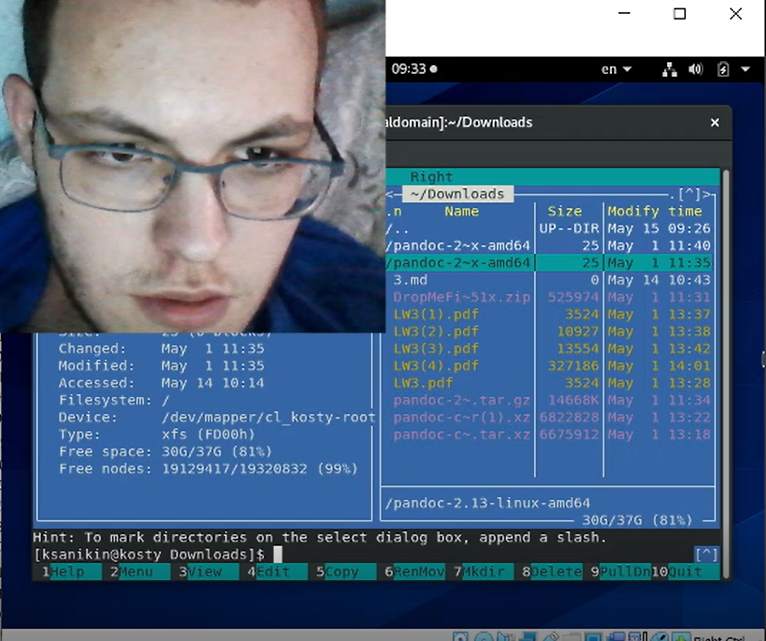 09:33
en
aldomain]:~/Downloads
Right
<— ~/Downloads .[^]>
.n Name Size Modify time
/.. UP--DIR May 15 09:26
/pandoc-2~x-amd64 25 May 1 11:40
/pandoc-2~x-amd64 25 May 1 11:35
3.md 0 May 14 10:43
DropMeFi~51x.zip 525974 May 1 11:31
LW3(1).pdf 3524 May 1 13:37
LW3(2).pdf 10927 May 1 13:38
LW3(3).pdf 13554 May 1 13:42
LW3(4).pdf 327186 May 1 14:01
LW3.pdf 3524 May 1 13:28
pandoc-2~.tar.gz 14668K May 1 11:34
pandoc-c~r(1).xz 6822828 May 1 13:22
pandoc-c~.tar.xz 6675912 May 1 13:18
Changed: May 1 11:35
Modified: May 1 11:35
Accessed: May 14 10:14
Filesystem: /
Device: /dev/mapper/cl_kosty-root
Type: xfs (FD00h)
Free space: 30G/37G (81%)
Free nodes: 19129417/19320832 (99%)
/pandoc-2.13-linux-amd64
30G/37G (81%)
Hint: To mark directories on the select dialog box, append a slash.
[ksanikin@kosty Downloads]$
[^]
1Help 2Menu 3View 4Edit 5Copy 6RenMov 7Mkdir 8Delete 9PullDn 10Quit